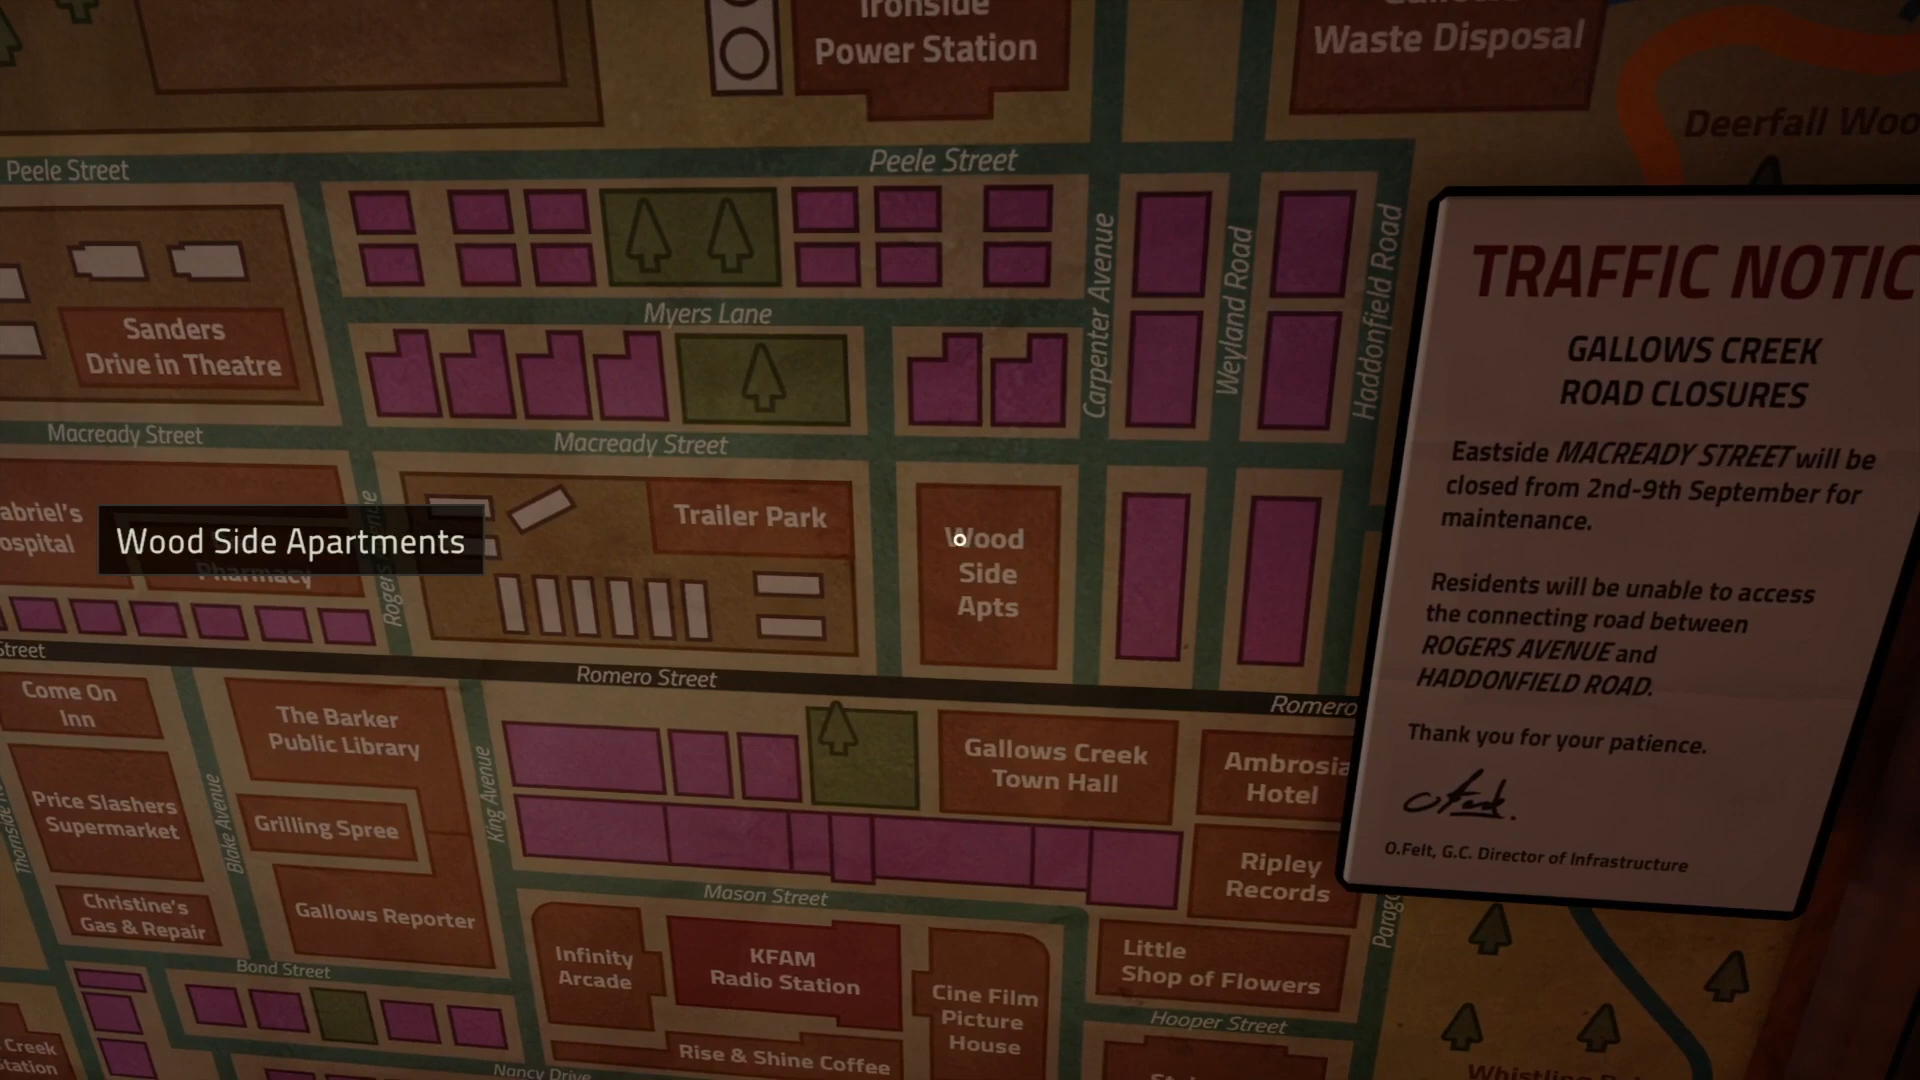 Ironside
Power Station
Waste Disposal
Deerfall
Peele Street
Peele Street
Sanders
Drive in Theatre
Myers Lane
Carpenter Avenue
Weyland Road
Haddonfield Road
Macready Street
Macready Street
Wood Side Apartments
Pharmacy
Rogers
Trailer Park
Wood
Side
Apts
Street
Romero Street
Romero
Come On
Inn
The Barker
Public Library
King Avenue
Gallows Creek
Town Hall
Ambrosia
Hotel
Price Slashers
Supermarket
Blake Avenue
Grilling Spree
Ripley
Records
Christine's
Gas & Repair
Gallows Reporter
Mason Street
Bond Street
Infinity
Arcade
KFAM
Radio Station
Little
Shop of Flowers
Cine Film
Picture
House
Hooper Street
Rise & Shine Coffee
Nancy Drive
Creek
TRAFFIC
GALLOWS CREEK
ROAD CLOSURES
Eastside MACREADY STREET will be
closed from 2nd-9th September for
maintenance.
Residents will be unable to access
the connecting road between
ROGERS AVENUE and
HADDONFIELD ROAD.
Thank you for your patience.
O.Felt, G.C. Director of Infrastructure